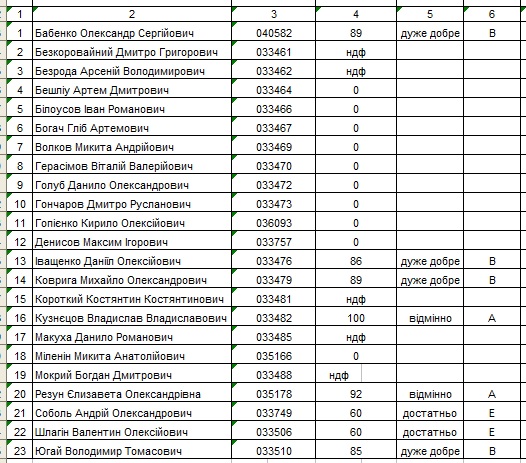 1 2 3 4 5 6
1 Бабенко Олександр Сергійович 040582 89 дуже добре В
2 Безкоровайний Дмитро Григорович 033461 ндф
3 Безрода Арсеній Володимирович 033462 ндф
4 Бешліу Артем Дмитрович 033464 0
5 Білоусов Іван Романович 033466 0
6 Богач Гліб Артемович 033467 0
7 Волков Микита Андрійович 033469 0
8 Герасімов Віталій Валерійович 033470 0
9 Голуб Данило Олександрович 033472 0
10 Гончаров Дмитро Русланович 033473 0
11 Гопієнко Кирило Олексійович 036093 0
12 Денисов Максим Ігорович 033757 0
13 Іващенко Данііл Олексійович 033476 86 дуже добре В
14 Коврига Михайло Олександрович 033479 89 дуже добре В
15 Короткий Костянтин Костянтинович 033481 ндф
16 Кузнєцов Владислав Владиславович 033482 100 відмінно А
17 Макуха Данило Романович 033485 ндф
18 Міленін Микита Анатолійович 035166 0
19 Мокрий Богдан Дмитрович 033488 ндф
20 Резун Єлизавета Олександрівна 035178 92 відмінно А
21 Соболь Андрій Олександрович 033749 60 достатньо Е
22 Шлагін Валентин Олексійович 033506 60 достатньо Е
23 Югай Володимир Томасович 033510 85 дуже добре В